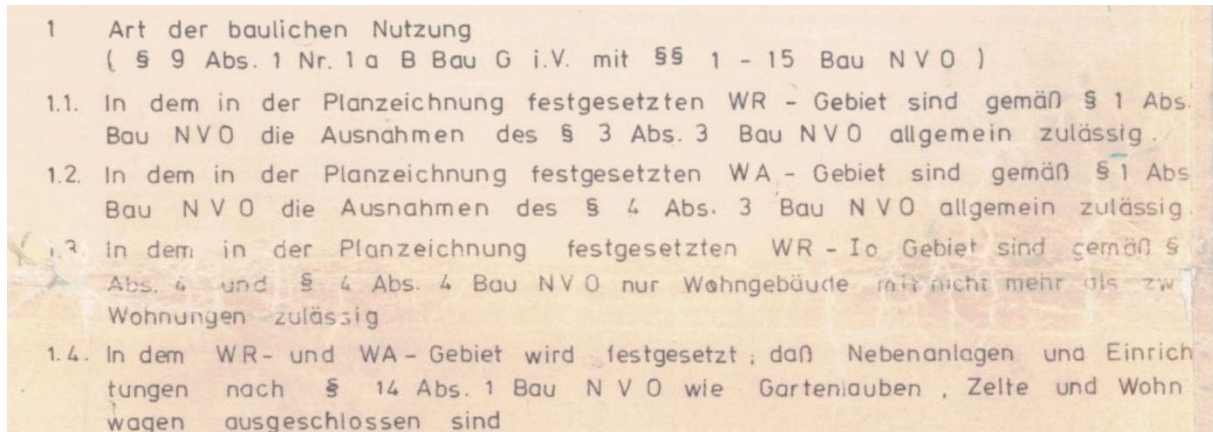 1 Art der baulichen Nutzung
( § 9 Abs. 1 Nr. 1 a B Bau G i.V. mit §§ 1 - 15 Bau N V O )
1.1. In dem in der Planzeichnung festgesetzten WR - Gebiet sind gemäß § 1 Abs.
Bau N V O die Ausnahmen des § 3 Abs. 3 Bau N V O allgemein zulässig .
1.2. In dem in der Planzeichnung festgesetzten WA - Gebiet sind gemäß § 1 Abs
Bau N V O die Ausnahmen des § 4 Abs. 3 Bau N V O allgemein zulässig.
1.3 In dem in der Planzeichnung festgesetzten WR - Io Gebiet sind gemäß §
Abs. 4 und § 4 Abs. 4 Bau N V O nur Wohngebäude mit nicht mehr als zw
Wohnungen zulässig
1.4. In dem WR- und WA - Gebiet wird festgesetzt , daß Nebenanlagen und Einrich
tungen nach § 14 Abs. 1 Bau N V O wie Gartenlauben , Zelte und Wohn
wagen ausgeschlossen sind